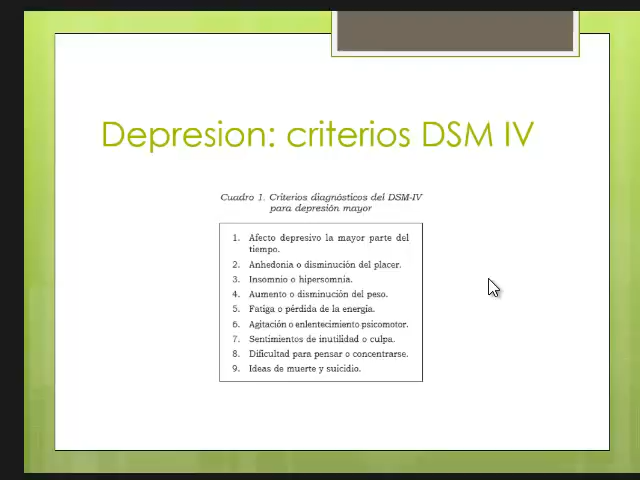 Depresion: criterios DSM IV
Cuadro 1. Criterios diagnósticos del DSM-IV
para depresión mayor
1. Afecto depresivo la mayor parte del
tiempo.
2. Anhedonia o disminución del placer.
3. Insomnio o hipersomnia.
4. Aumento o disminución del peso.
5. Fatiga o pérdida de la energía.
6. Agitación o enlentecimiento psicomotor.
7. Sentimientos de inutilidad o culpa.
8. Dificultad para pensar o concentrarse.
9. Ideas de muerte y suicidio.